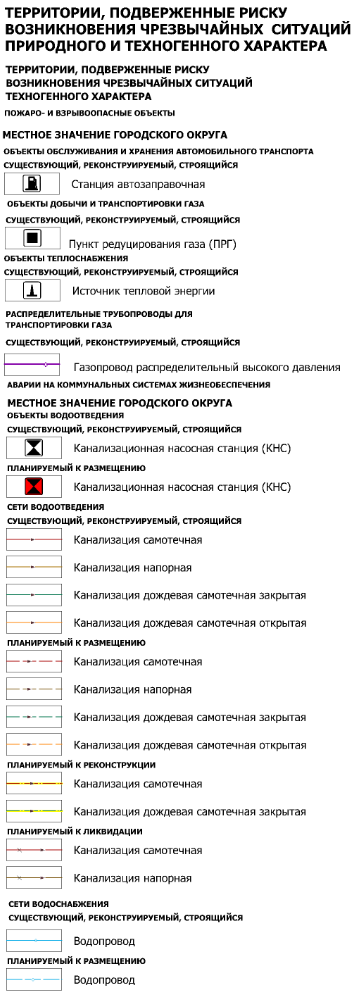 ТЕРРИТОРИИ, ПОДВЕРЖЕННЫЕ РИСКУ
ВОЗНИКНОВЕНИЯ ЧРЕЗВЫЧАЙНЫХ СИТУАЦИЙ
ПРИРОДНОГО И ТЕХНОГЕННОГО ХАРАКТЕРА
ТЕРРИТОРИИ, ПОДВЕРЖЕННЫЕ РИСКУ
ВОЗНИКНОВЕНИЯ ЧРЕЗВЫЧАЙНЫХ СИТУАЦИЙ
ТЕХНОГЕННОГО ХАРАКТЕРА
ПОЖАРО- И ВЗРЫВООПАСНЫЕ ОБЪЕКТЫ
МЕСТНОЕ ЗНАЧЕНИЕ ГОРОДСКОГО ОКРУГА
ОБЪЕКТЫ ОБСЛУЖИВАНИЯ И ХРАНЕНИЯ АВТОМОБИЛЬНОГО ТРАНСПОРТА
СУЩЕСТВУЮЩИЙ, РЕКОНСТРУИРУЕМЫЙ, СТРОЯЩИЙСЯ
Станция автозаправочная
ОБЪЕКТЫ ДОБЫЧИ И ТРАНСПОРТИРОВКИ ГАЗА
СУЩЕСТВУЮЩИЙ, РЕКОНСТРУИРУЕМЫЙ, СТРОЯЩИЙСЯ
Пункт редуцирования газа (ПРГ)
ОБЪЕКТЫ ТЕПЛОСНАБЖЕНИЯ
СУЩЕСТВУЮЩИЙ, РЕКОНСТРУИРУЕМЫЙ, СТРОЯЩИЙСЯ
Источник тепловой энергии
РАСПРЕДЕЛИТЕЛЬНЫЕ ТРУБОПРОВОДЫ ДЛЯ
ТРАНСПОРТИРОВКИ ГАЗА
СУЩЕСТВУЮЩИЙ, РЕКОНСТРУИРУЕМЫЙ, СТРОЯЩИЙСЯ
Газопровод распределительный высокого давления
АВАРИИ НА КОММУНАЛЬНЫХ СИСТЕМАХ ЖИЗНЕОБЕСПЕЧЕНИЯ
МЕСТНОЕ ЗНАЧЕНИЕ ГОРОДСКОГО ОКРУГА
ОБЪЕКТЫ ВОДООТВЕДЕНИЯ
СУЩЕСТВУЮЩИЙ, РЕКОНСТРУИРУЕМЫЙ, СТРОЯЩИЙСЯ
Канализационная насосная станция (КНС)
ПЛАНИРУЕМЫЙ К РАЗМЕЩЕНИЮ
Канализационная насосная станция (КНС)
СЕТИ ВОДООТВЕДЕНИЯ
СУЩЕСТВУЮЩИЙ, РЕКОНСТРУИРУЕМЫЙ, СТРОЯЩИЙСЯ
Канализация самотечная
Канализация напорная
Канализация дождевая самотечная закрытая
Канализация дождевая самотечная открытая
ПЛАНИРУЕМЫЙ К РАЗМЕЩЕНИЮ
Канализация самотечная
Канализация напорная
Канализация дождевая самотечная закрытая
Канализация дождевая самотечная открытая
ПЛАНИРУЕМЫЙ К РЕКОНСТРУКЦИИ
Канализация самотечная
Канализация дождевая самотечная закрытая
ПЛАНИРУЕМЫЙ К ЛИКВИДАЦИИ
Канализация самотечная
Канализация напорная
СЕТИ ВОДОСНАБЖЕНИЯ
СУЩЕСТВУЮЩИЙ, РЕКОНСТРУИРУЕМЫЙ, СТРОЯЩИЙСЯ
Водопровод
ПЛАНИРУЕМЫЙ К РАЗМЕЩЕНИЮ
Водопровод